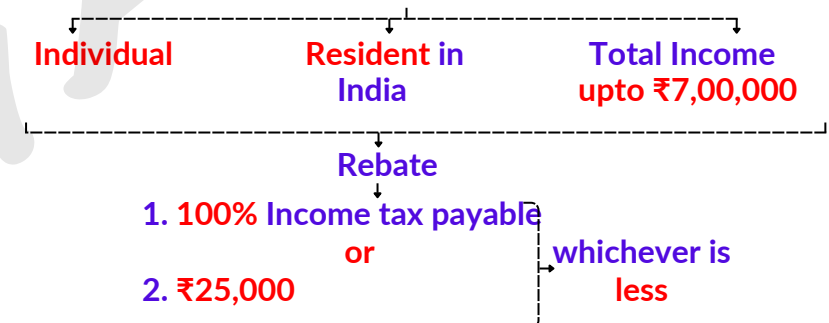 Individual
Resident in
India
Total Income
upto ₹7,00,000
Rebate
1. 100% Income tax payable
or
2. ₹25,000
whichever is
less